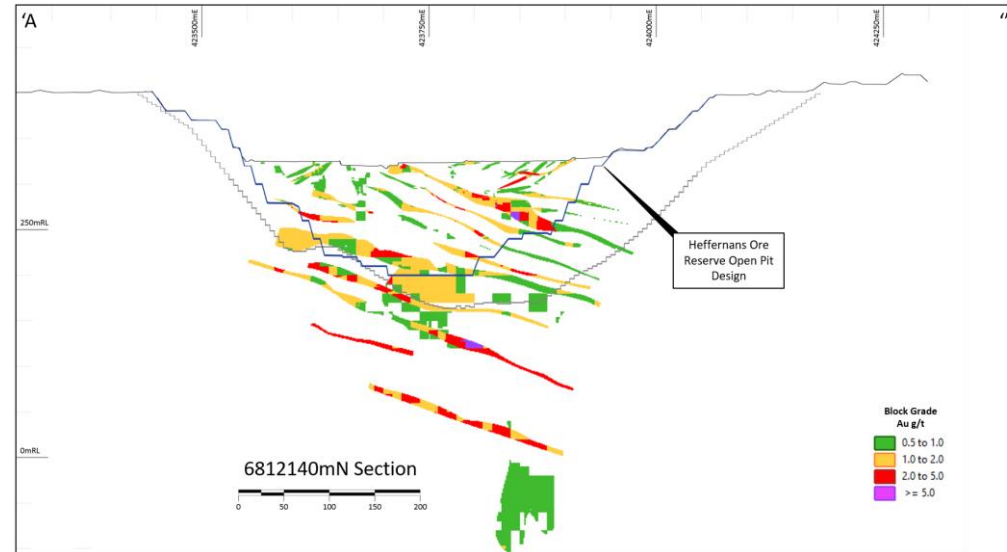 'A
423500mE
423750mE
424000mE
424250mE
250mRL
Heffernans Ore
Reserve Open Pit
Design
0mRL
6812140mN Section
0 50 100 150 200
Block Grade
Au g/t
0.5 to 1.0
1.0 to 2.0
2.0 to 5.0
>= 5.0